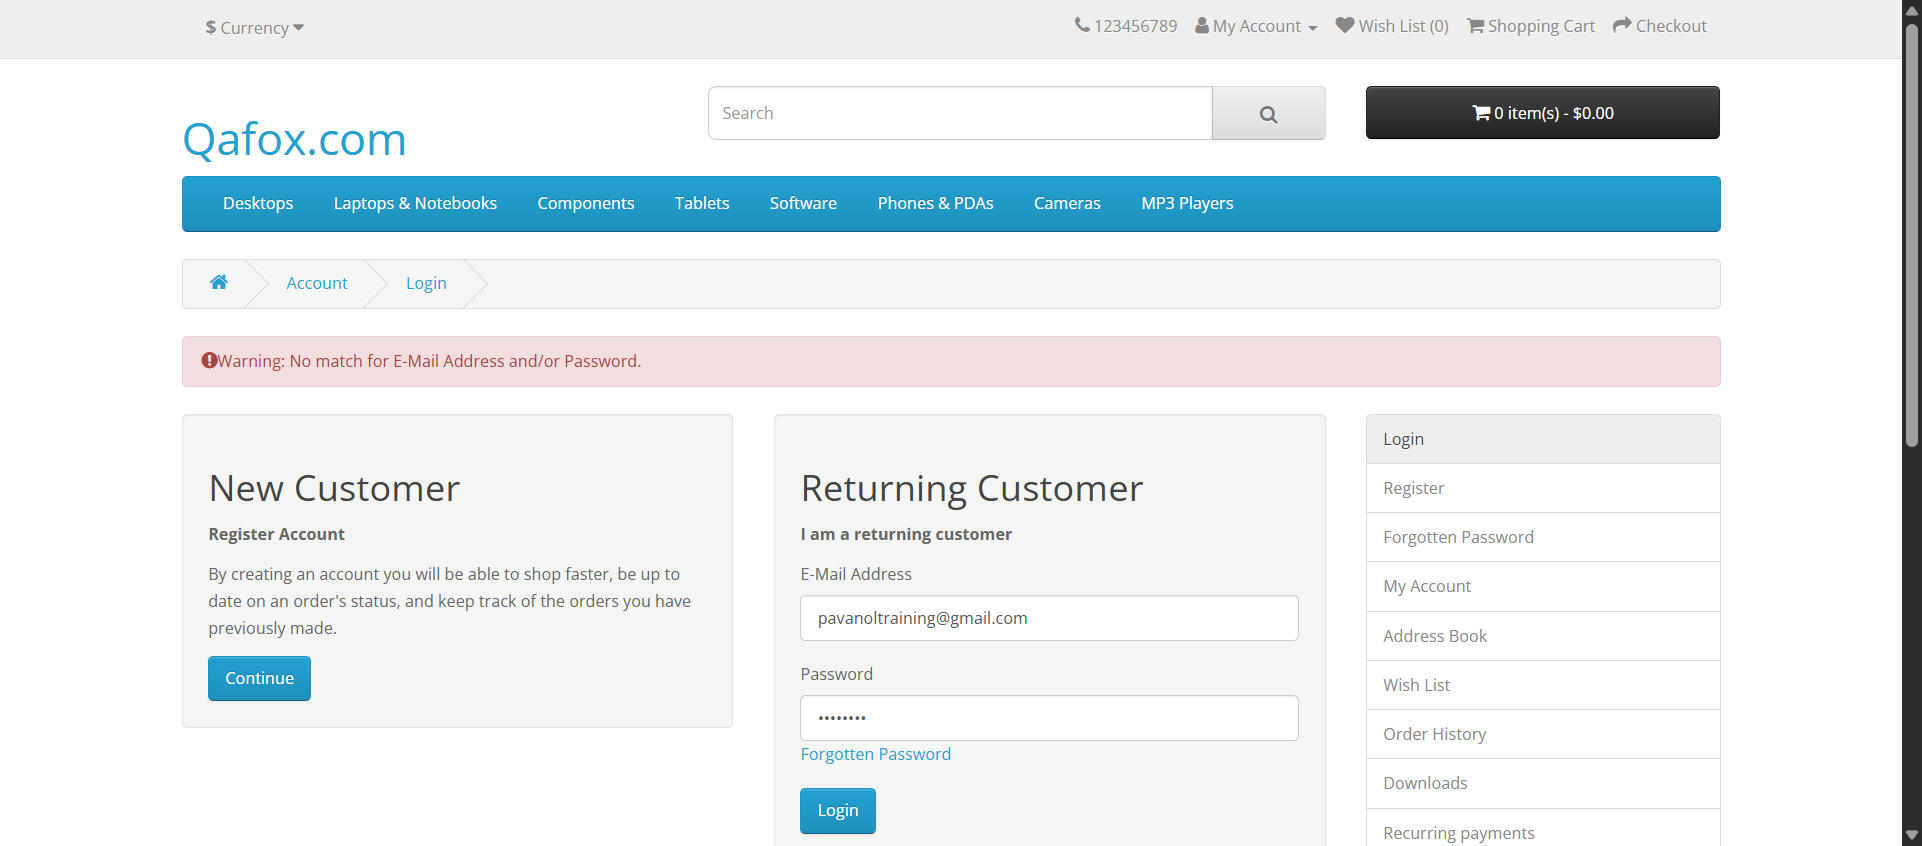 $ Currency
123456789 My Account Wish List (0) Shopping Cart Checkout
Qafox.com
Search
0 item(s) - $0.00
Desktops Laptops & Notebooks Components Tablets Software Phones & PDAs Cameras MP3 Players
Account Login
Warning: No match for E-Mail Address and/or Password.
New Customer
Register Account
By creating an account you will be able to shop faster, be up to
date on an order's status, and keep track of the orders you have
previously made.
Continue
Returning Customer
I am a returning customer
E-Mail Address
pavanoltraining@gmail.com
Password
••••••••
Forgotten Password
Login
Login
Register
Forgotten Password
My Account
Address Book
Wish List
Order History
Downloads
Recurring payments